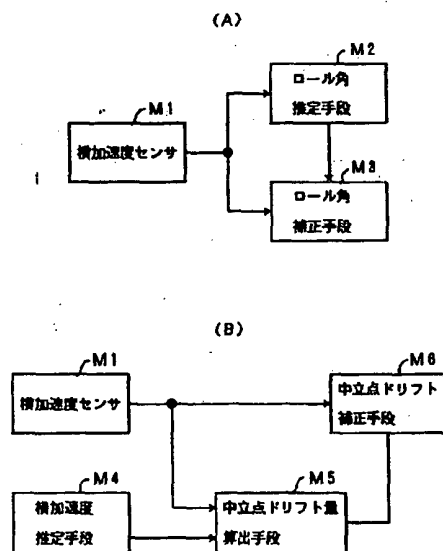 (A)
M1
横加速度センサ
M2
ロール角
推定手段
M3
ロール角
補正手段
(B)
M1
横加速度センサ
M6
中立点ドリフト
補正手段
M4
横加速度
推定手段
M5
中立点ドリフト量
算出手段